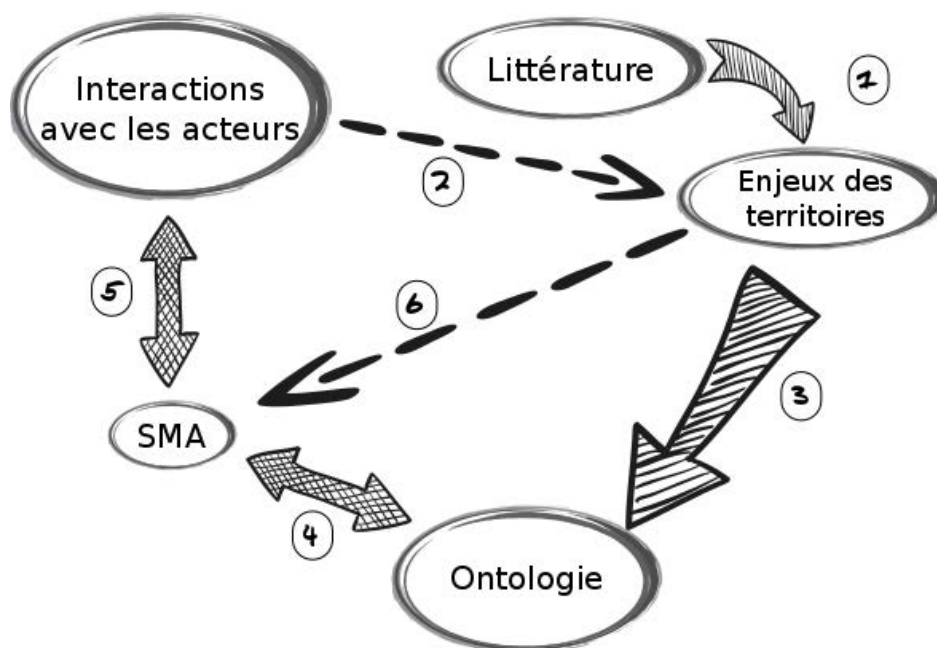 Interactions
avec les acteurs
Littérature
1
2
Enjeux des
territoires
5
6
3
SMA
4
Ontologie